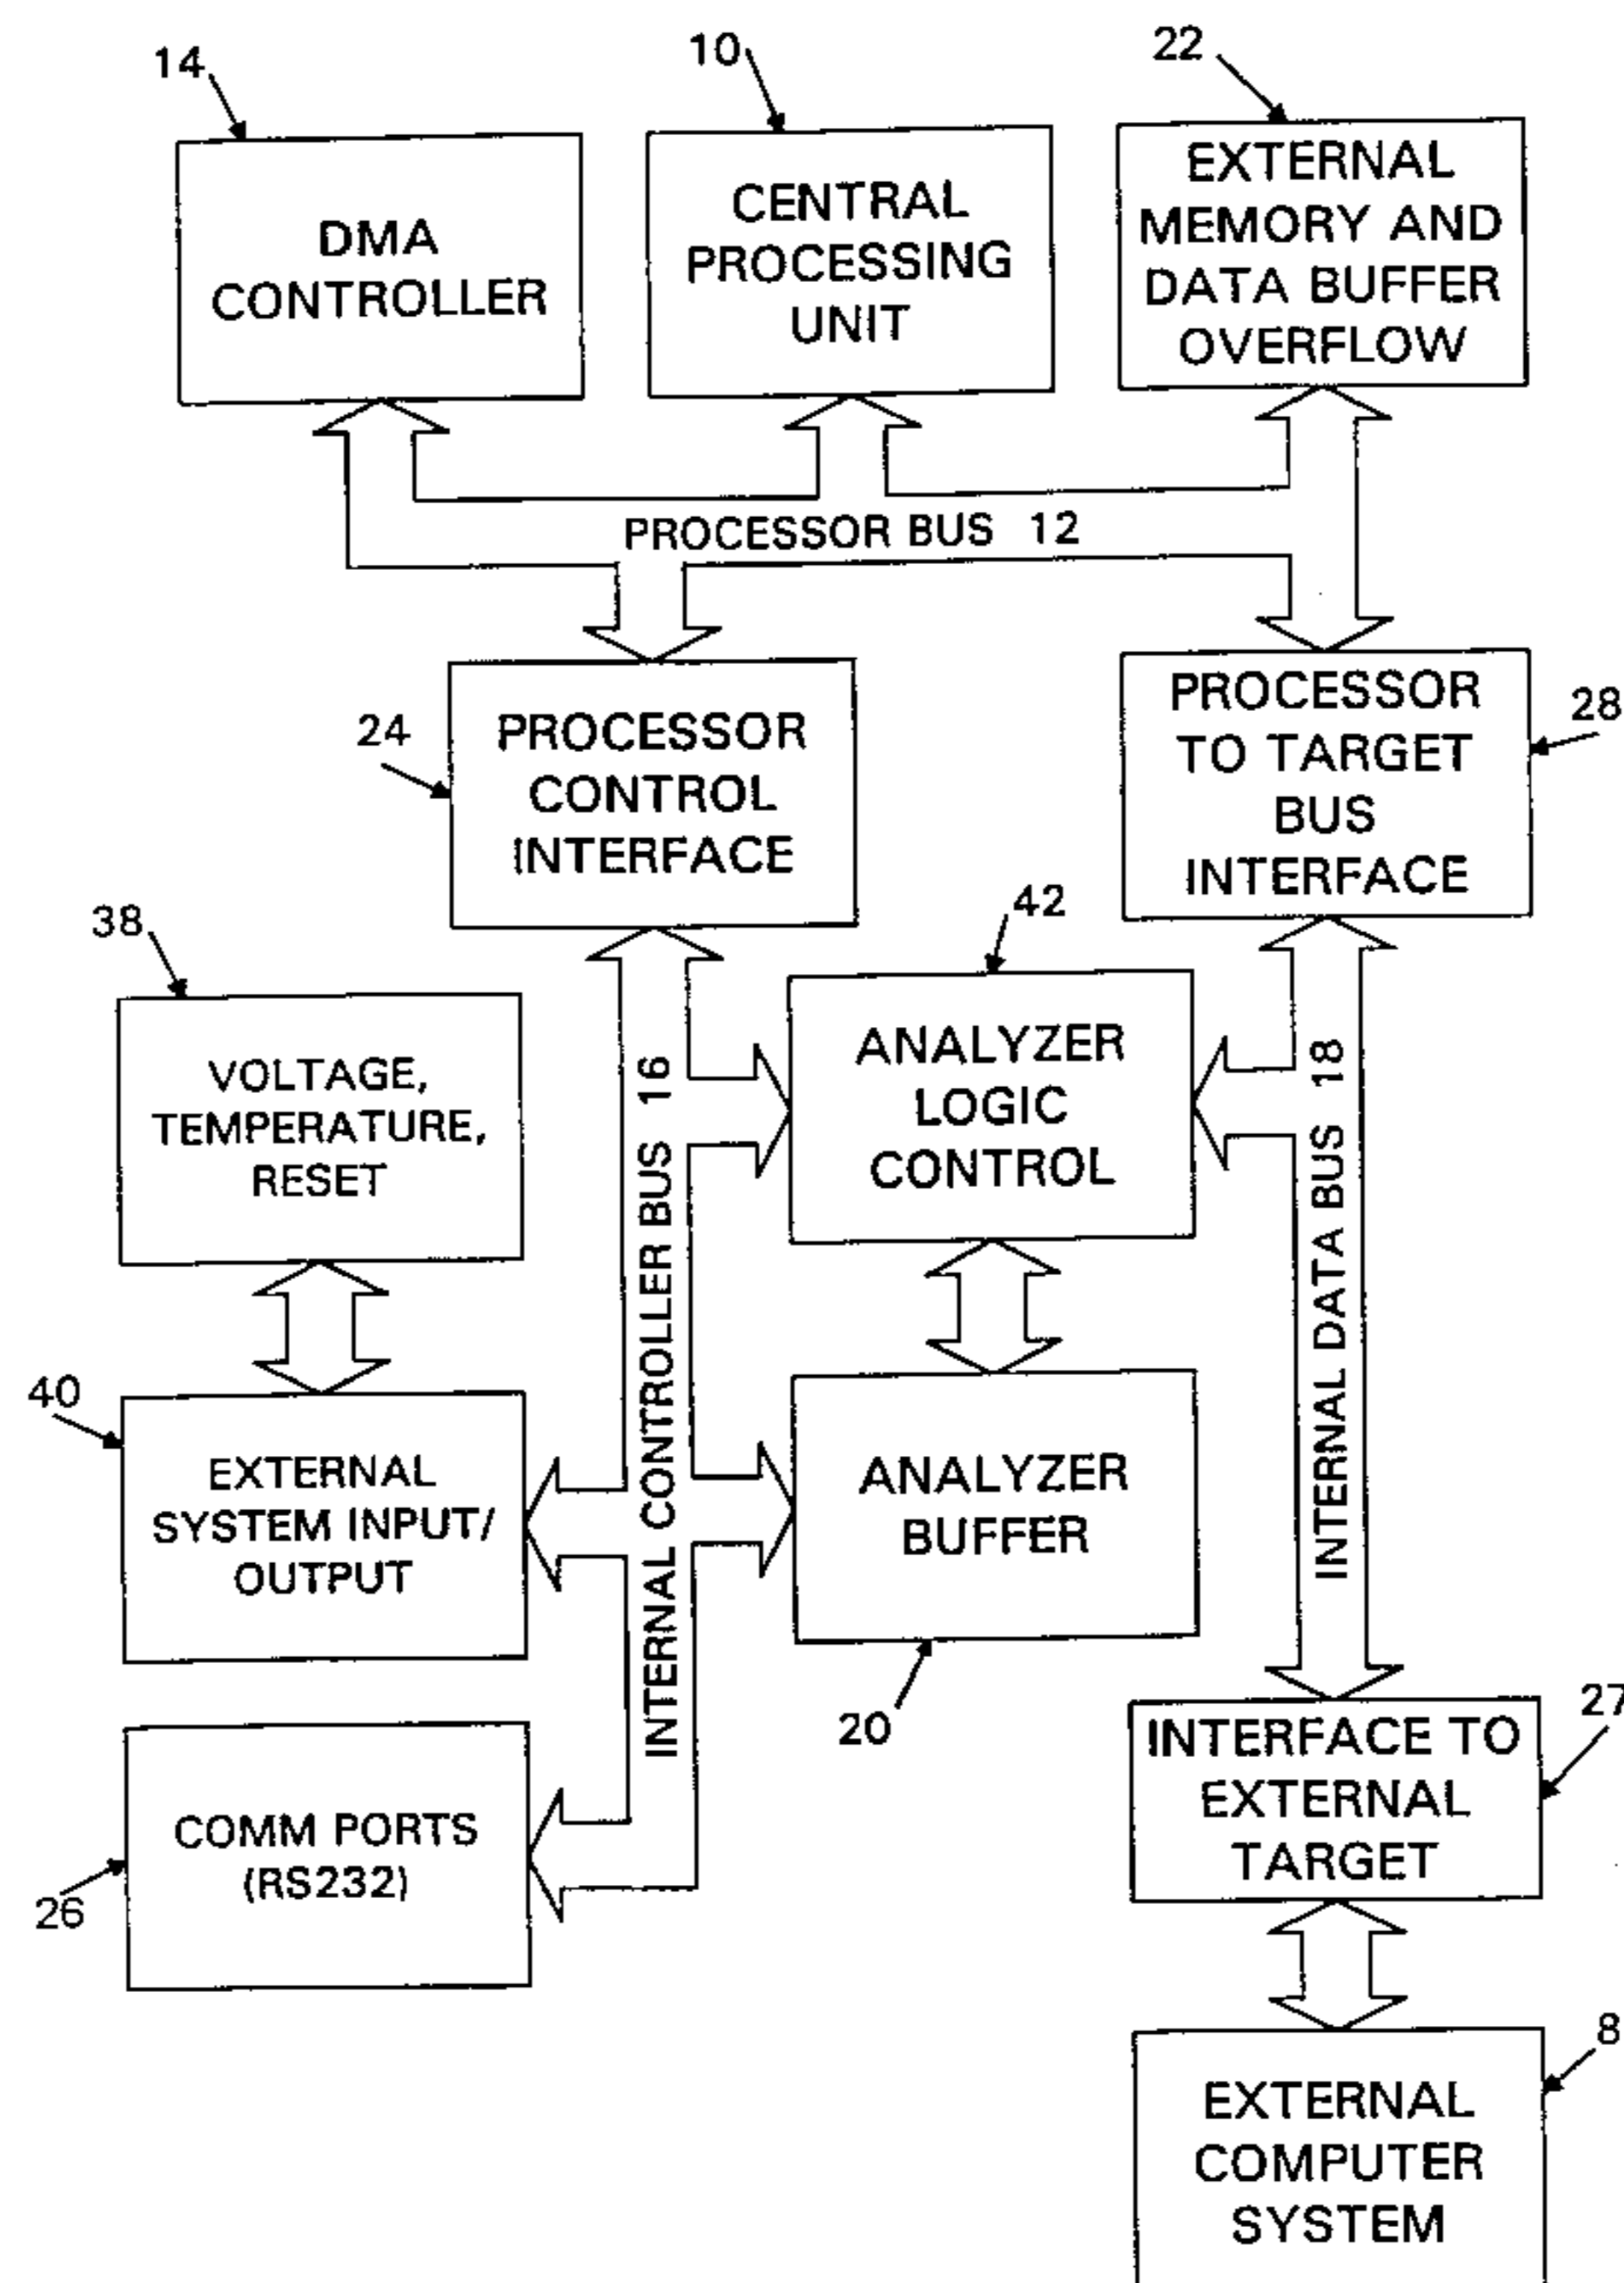 14
10
22
DMA
CONTROLLER
CENTRAL
PROCESSING
UNIT
EXTERNAL
MEMORY AND
DATA BUFFER
OVERFLOW
PROCESSOR BUS 12
24
PROCESSOR
CONTROL
INTERFACE
PROCESSOR
TO TARGET
BUS
INTERFACE
28
38
VOLTAGE,
TEMPERATURE,
RESET
INTERNAL CONTROLLER BUS 16
42
ANALYZER
LOGIC
CONTROL
INTERNAL DATA BUS 18
40
EXTERNAL
SYSTEM INPUT/
OUTPUT
ANALYZER
BUFFER
20
26
COMM PORTS
(RS232)
INTERFACE TO
EXTERNAL
TARGET
27
8
EXTERNAL
COMPUTER
SYSTEM